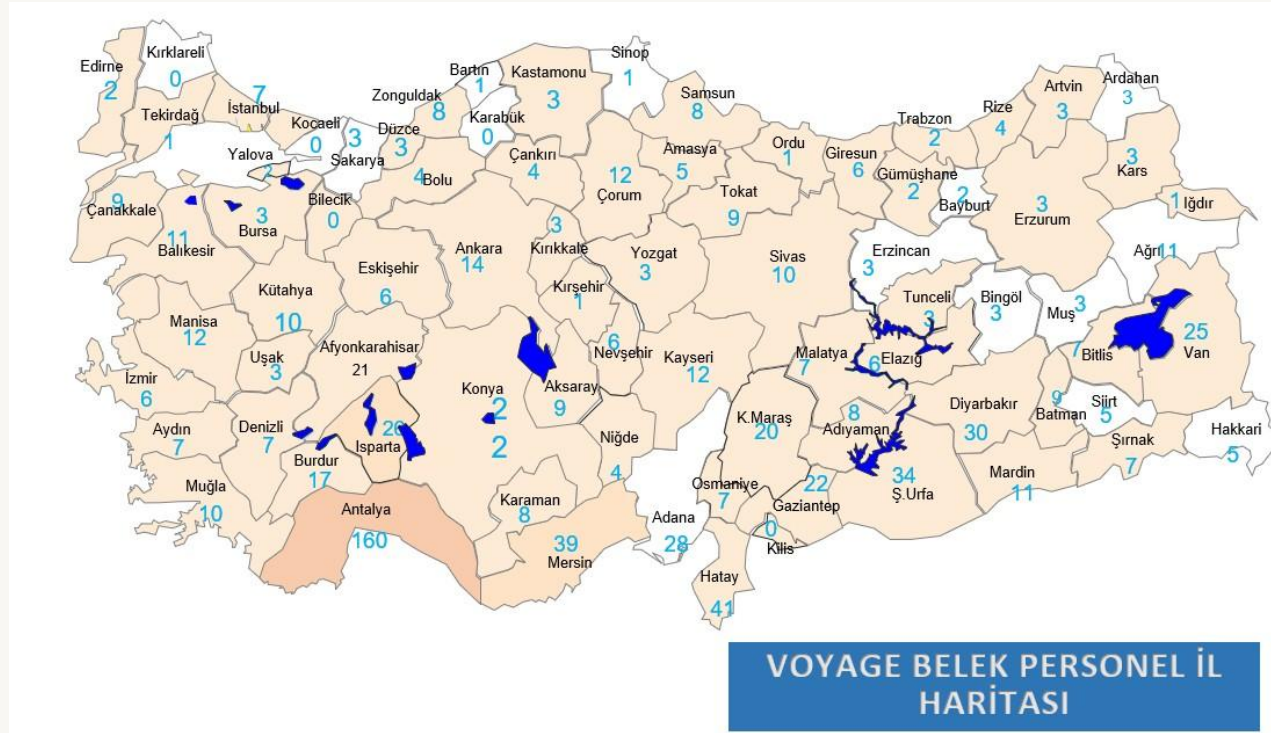 Kırklareli
0
Edirne
2
Tekirdağ
1
7
İstanbul
Kocaeli
0
3
Sakarya
Yalova
2
Düzce
3
Zonguldak
8
Bartın
1
Karabük
0
Kastamonu
3
Sinop
1
Samsun
8
Çankırı
4
4
Bolu
Bilecik
0
3
Bursa
9
Çanakkale
11
Balıkesir
12
Çorum
Amasya
5
Tokat
9
Ordu
1
Giresun
6
Trabzon
2
Gümüşhane
2
2
Bayburt
Rize
4
Artvin
3
Ardahan
3
3
Kars
1
Iğdır
3
Erzurum
Ağrı
11
Erzincan
3
Tunceli
3
Bingöl
3
Muş
3
7
Bitlis
25
Van
Ankara
14
3
Kırıkkale
Kırşehir
1
Yozgat
3
Sivas
10
Eskişehir
6
Kütahya
10
Manisa
12
Uşak
3
Afyonkarahisar
21
İzmir
6
Aydın
7
Denizli
7
Burdur
17
26
Isparta
Muğla
10
Antalya
160
Konya
2
2
Aksaray
9
6
Nevşehir
Kayseri
12
Niğde
4
Karaman
8
39
Mersin
Adana
28
Malatya
7
6
Elazığ
K.Maraş
20
8
Adıyaman
Osmaniye
7
22
Gaziantep
0
Kilis
Hatay
41
34
Ş.Urfa
Diyarbakır
30
Mardin
11
9
Batman
Siirt
5
Şırnak
7
Hakkari
5
VOYAGE BELEK PERSONEL İL
HARİTASI